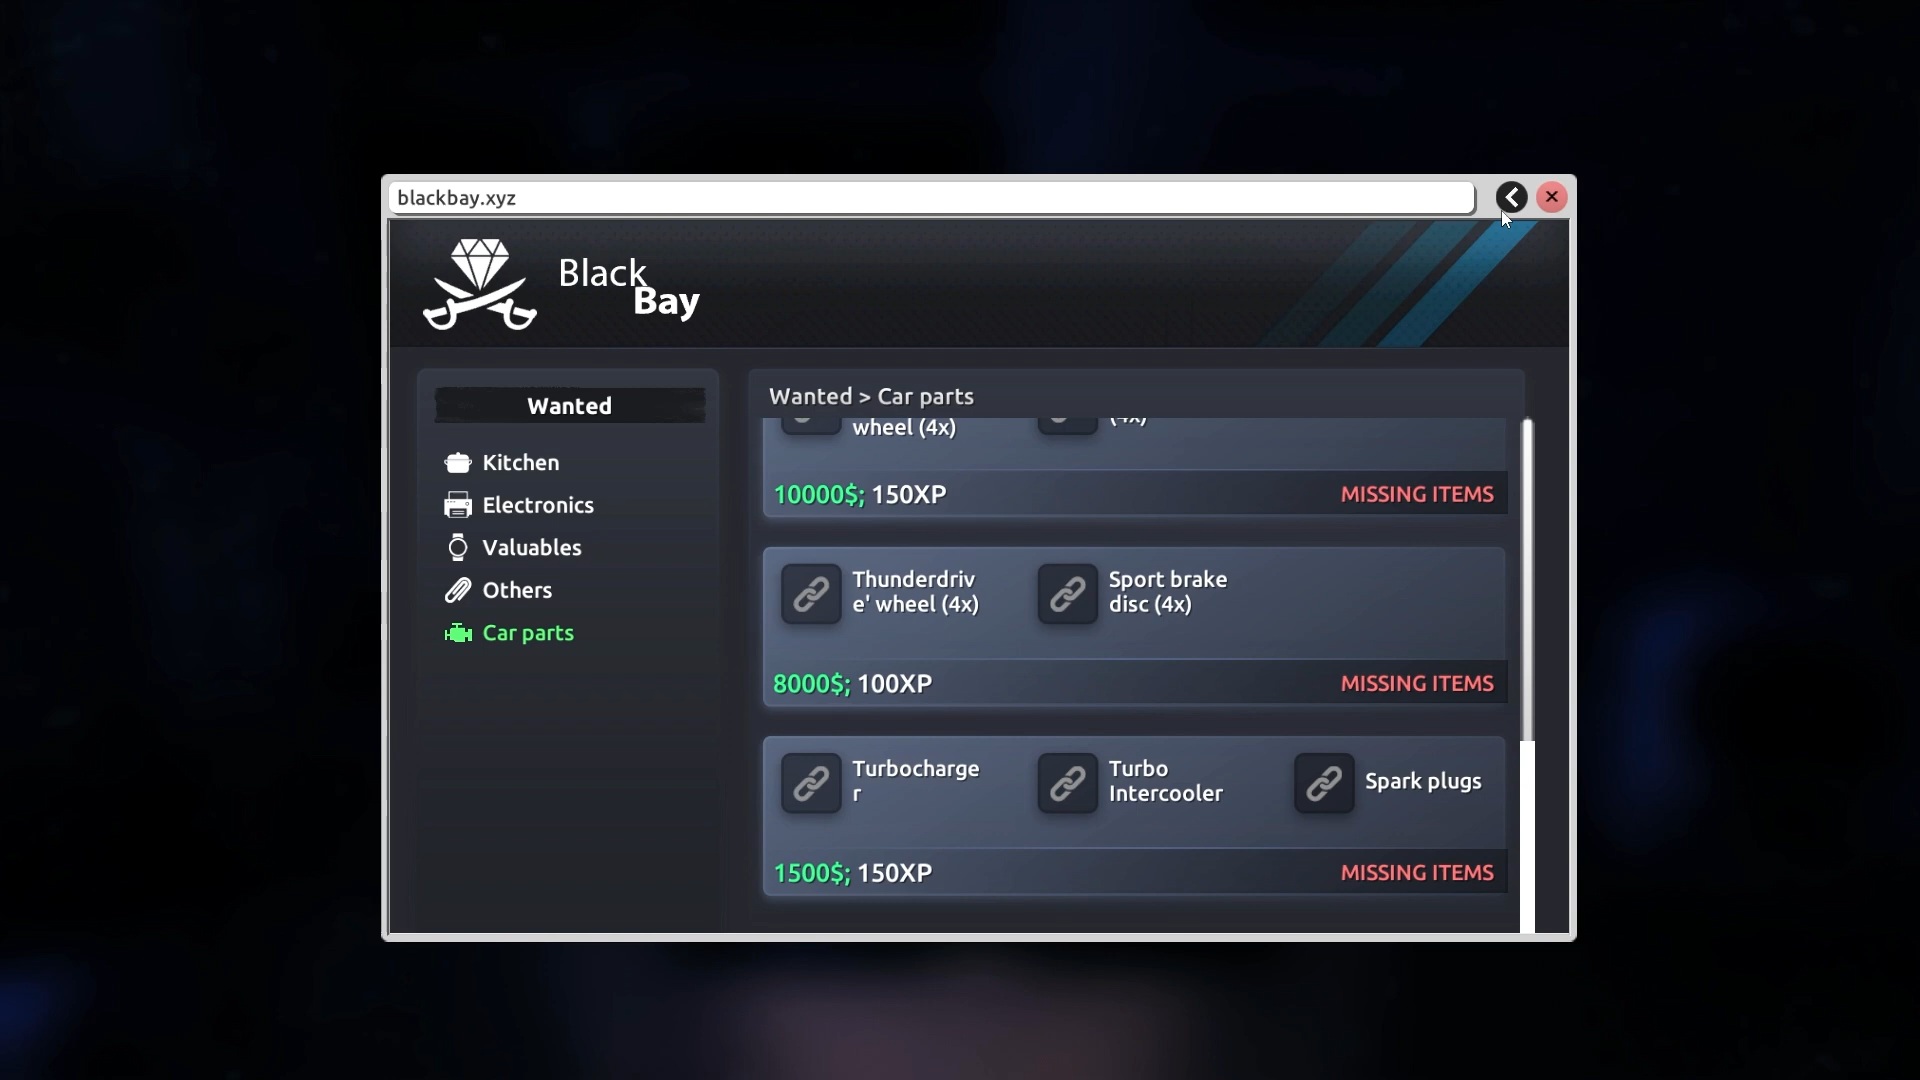 blackbay.xyz
Black
Bay
Wanted
Kitchen
Electronics
Valuables
Others
Car parts
Wanted > Car parts
wheel (4x)
(4x)
10000$; 150XP
MISSING ITEMS
Thunderdriv
e' wheel (4x)
Sport brake
disc (4x)
8000$; 100XP
MISSING ITEMS
Turbocharge
r
Turbo
Intercooler
Spark plugs
1500$; 150XP
MISSING ITEMS